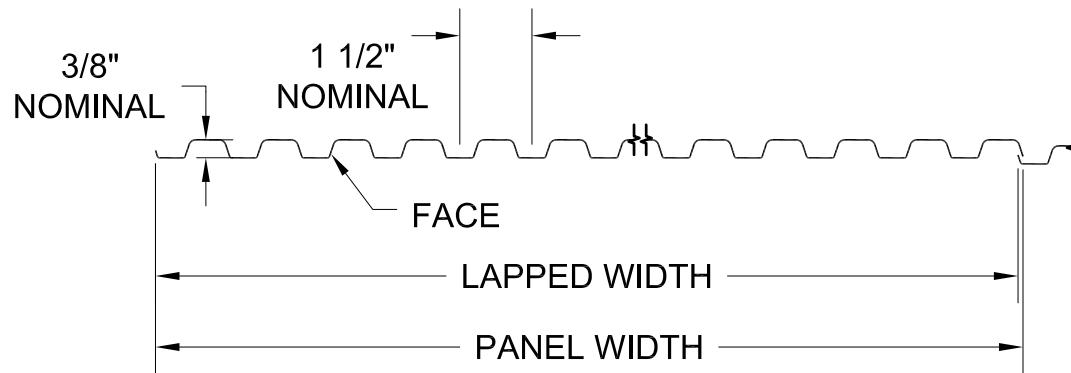 3/8"
NOMINAL
1 1/2"
NOMINAL
FACE
LAPPED WIDTH
PANEL WIDTH